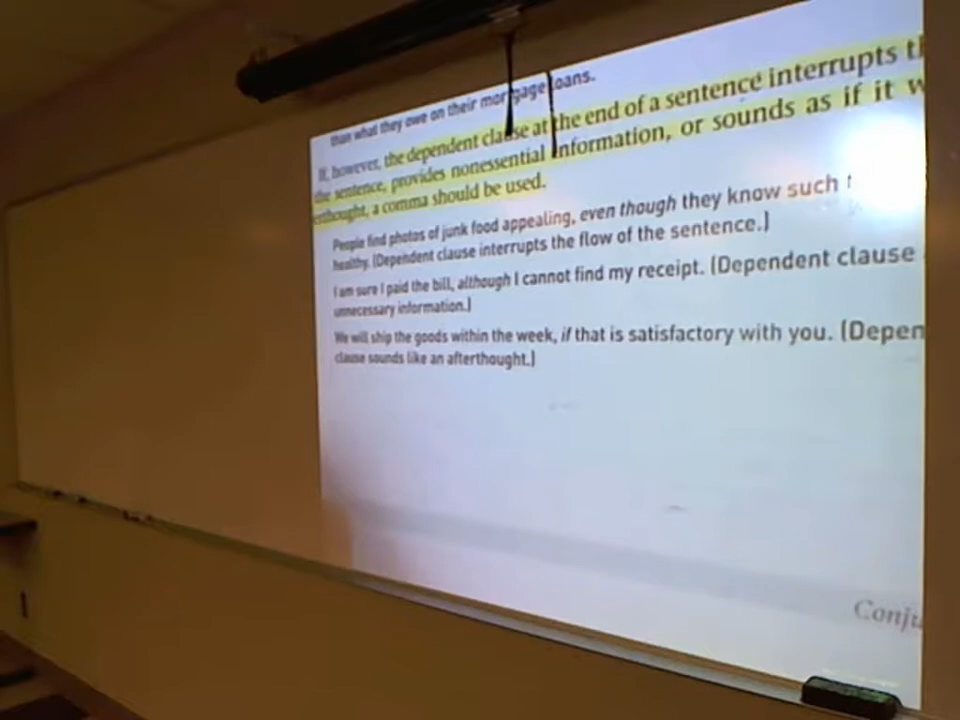 than what they owe on their mortgage loans.
If, however, the dependent clause at the end of a sentence interrupts
the sentence, provides nonessential information, or sounds as if it
erthought, a comma should be used.
People find photos of junk food appealing, even though they know such
healthy. (Dependent clause interrupts the flow of the sentence.)
I am sure I paid the bill, although I cannot find my receipt. (Dependent clause
unnecessary information.)
We will ship the goods within the week, if that is satisfactory with you. (Depen
clause sounds like an afterthought.)
Conju